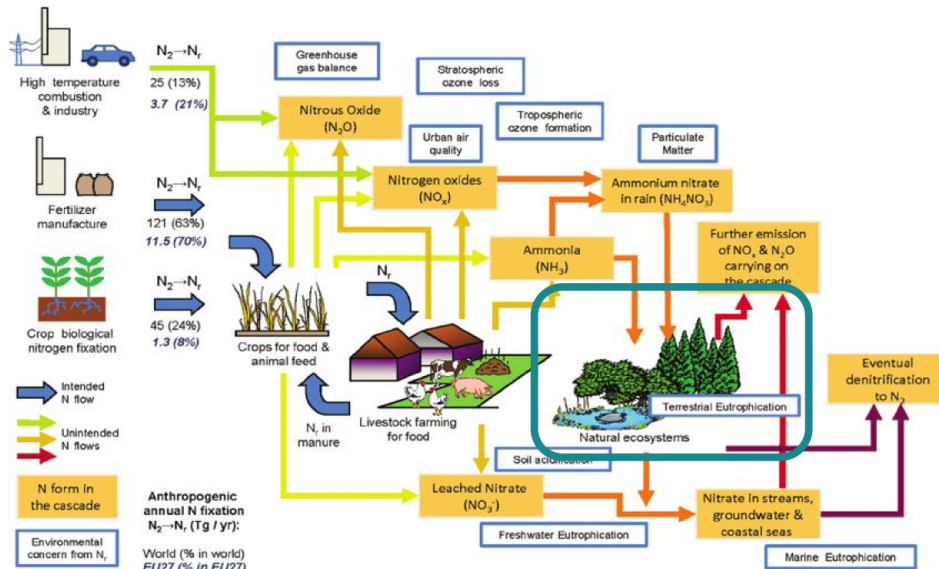 High temperature
combustion
& industry
N₂→Nᵣ
25 (13%)
3.7 (21%)
Greenhouse
gas balance
Stratospheric
ozone loss
Nitrous Oxide
(N₂O)
Tropospheric
ozone formation
Urban air
quality
Particulate
Matter
Fertilizer
manufacture
N₂→Nᵣ
121 (63%)
11.5 (70%)
Nitrogen oxides
(NOₓ)
Ammonium nitrate
in rain (NH₄NO₃)
Ammonia
(NH₃)
Further emission
of NOₓ & N₂O
carrying on
the cascade
Crop biological
nitrogen fixation
N₂→Nᵣ
45 (24%)
1.3 (8%)
Nᵣ
Crops for food &
animal feed
Nᵣ in
manure
Livestock farming
for food
Terrestrial Eutrophication
Natural ecosystems
Eventual
denitrification
to N₂
Intended
N flow
Unintended
N flows
Soil acidification
N form in
the cascade
Anthropogenic
annual N fixation
N₂→Nᵣ (Tg / yr):
World (% in world)
EU27 (% in EU27)
Leached Nitrate
(NO₃⁻)
Nitrate in streams,
groundwater &
coastal seas
Freshwater Eutrophication
Marine Eutrophication
Environmental
concern from Nᵣ